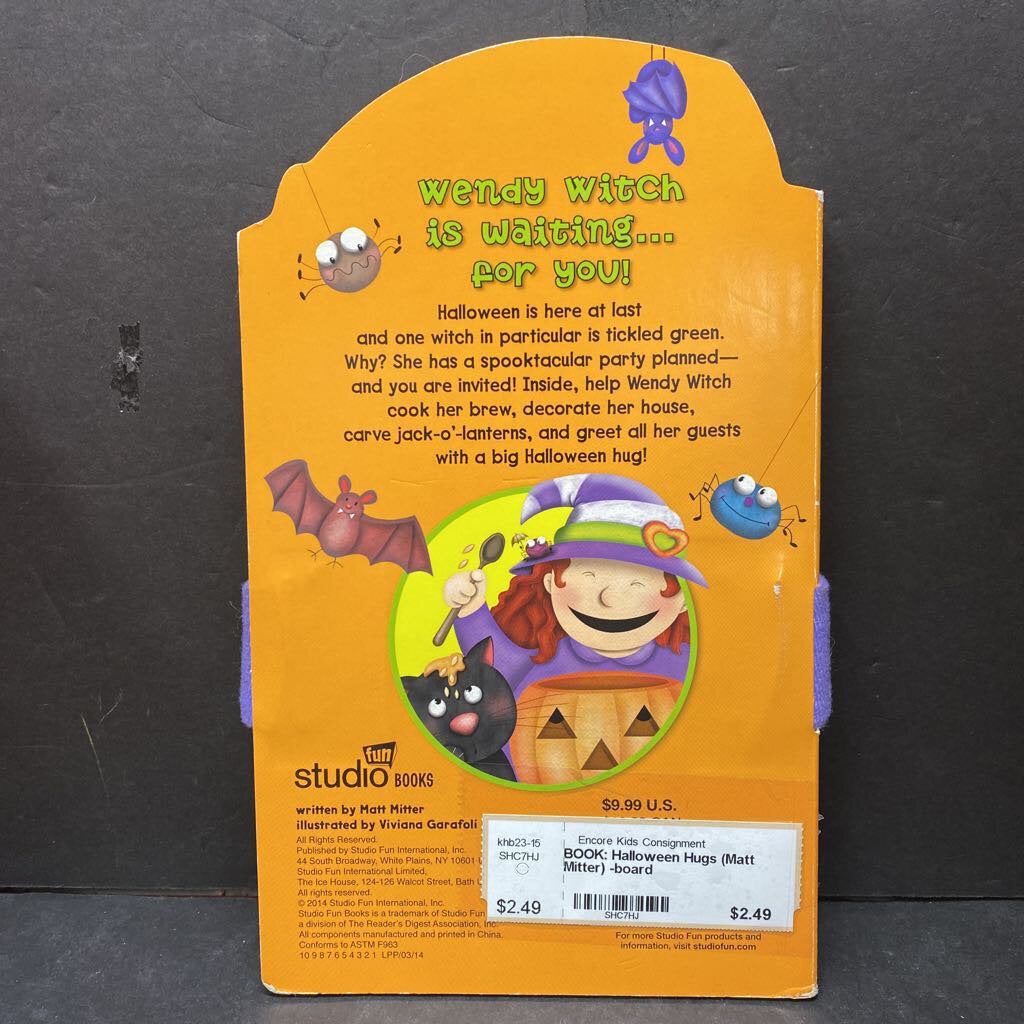 Wendy Witch
is waiting...
for you!
Halloween is here at last
and one witch in particular is tickled green.
Why? She has a spooktacular party planned—
and you are invited! Inside, help Wendy Witch
cook her brew, decorate her house,
carve jack-o'-lanterns, and greet all her guests
with a big Halloween hug!
studio fun BOOKS
written by Matt Mitter
illustrated by Viviana Garafoli
All Rights Reserved.
Published by Studio Fun International, Inc.
44 South Broadway, White Plains, NY 10601
Studio Fun International Limited,
The Ice House, 124-126 Walcot Street, Bath
All rights reserved.
© 2014 Studio Fun International, Inc.
Studio Fun Books is a trademark of Studio Fun
a division of The Reader's Digest Association, Inc.
All components manufactured and printed in China.
Conforms to ASTM F963
10 9 8 7 6 5 4 3 2 1 LPP/03/14
$9.99 U.S.
khb23-15
SHC7HJ
$2.49
Encore Kids Consignment
BOOK: Halloween Hugs (Matt
Mitter) -board
SHC7HJ
$2.49
For more Studio Fun products and
information, visit studiofun.com